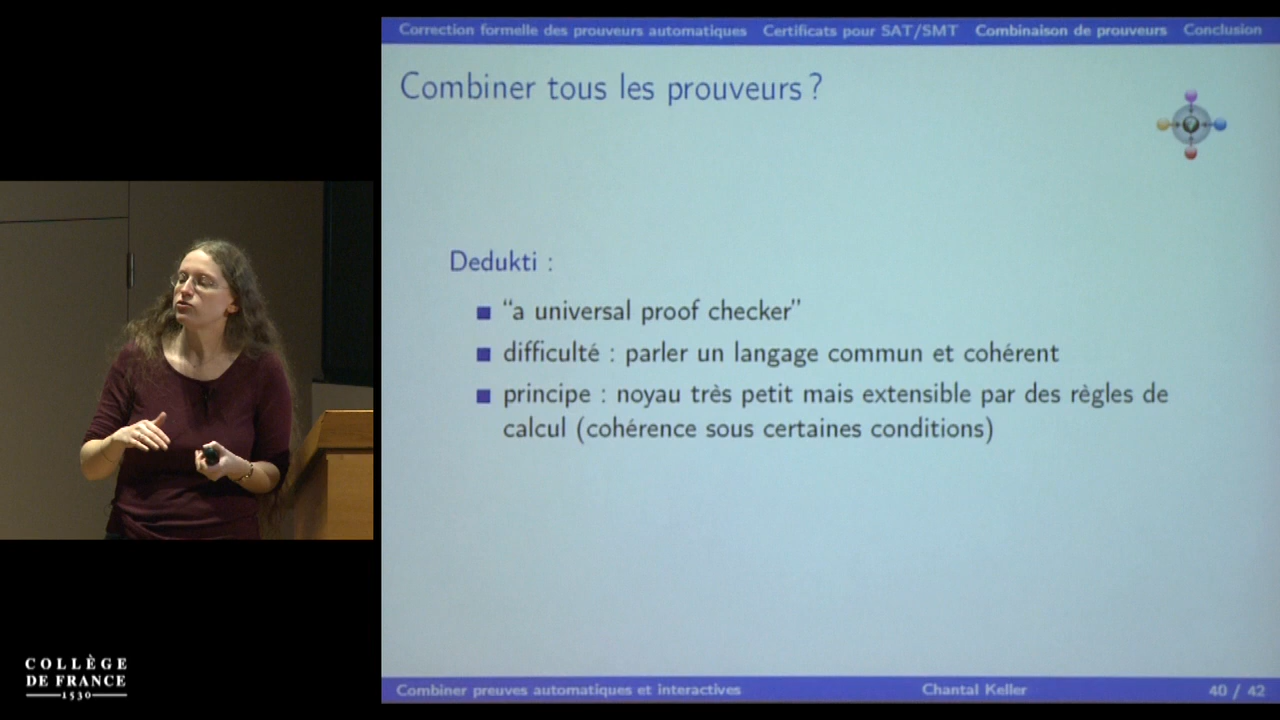 Correction formelle des prouveurs automatiques Certificats pour SAT/SMT Combinaison de prouveurs Conclusion
Combiner tous les prouveurs ?
Dedukti :
“a universal proof checker”
difficulté : parler un langage commun et cohérent
principe : noyau très petit mais extensible par des règles de
calcul (cohérence sous certaines conditions)
Combiner preuves automatiques et interactives Chantal Keller 40 / 42
COLLÈGE
DE FRANCE
1530